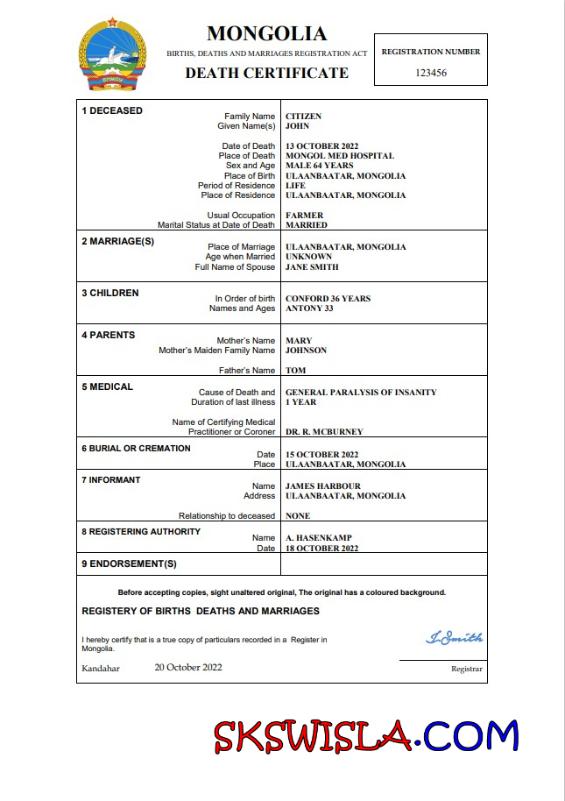 MONGOLIA
BIRTHS, DEATHS AND MARRIAGES REGISTRATION ACT
DEATH CERTIFICATE
REGISTRATION NUMBER
123456
1 DECEASED
Family Name CITIZEN
Given Name(s) JOHN
Date of Death 13 OCTOBER 2022
Place of Death MONGOL MED HOSPITAL
Sex and Age MALE 64 YEARS
Place of Birth ULAANBAATAR, MONGOLIA
Period of Residence LIFE
Place of Residence ULAANBAATAR, MONGOLIA
Usual Occupation FARMER
Marital Status at Date of Death MARRIED
2 MARRIAGE(S)
Place of Marriage ULAANBAATAR, MONGOLIA
Age when Married UNKNOWN
Full Name of Spouse JANE SMITH
3 CHILDREN
In Order of birth CONFORD 36 YEARS
Names and Ages ANTONY 33
4 PARENTS
Mother's Name MARY
Mother's Maiden Family Name JOHNSON
Father's Name TOM
5 MEDICAL
Cause of Death and GENERAL PARALYSIS OF INSANITY
Duration of last illness 1 YEAR
Name of Certifying Medical
Practitioner or Coroner DR. R. MCBURNEY
6 BURIAL OR CREMATION
Date 15 OCTOBER 2022
Place ULAANBAATAR, MONGOLIA
7 INFORMANT
Name JAMES HARBOUR
Address ULAANBAATAR, MONGOLIA
Relationship to deceased NONE
8 REGISTERING AUTHORITY
Name A. HASENKAMP
Date 18 OCTOBER 2022
9 ENDORSEMENT(S)
Before accepting copies, sight unaltered original, The original has a coloured background.
REGISTERY OF BIRTHS DEATHS AND MARRIAGES
I hereby certify that is a true copy of particulars recorded in a Register in
Mongolia.
J.Smith
Kandahar 20 October 2022 Registrar
SKSWISLA.COM